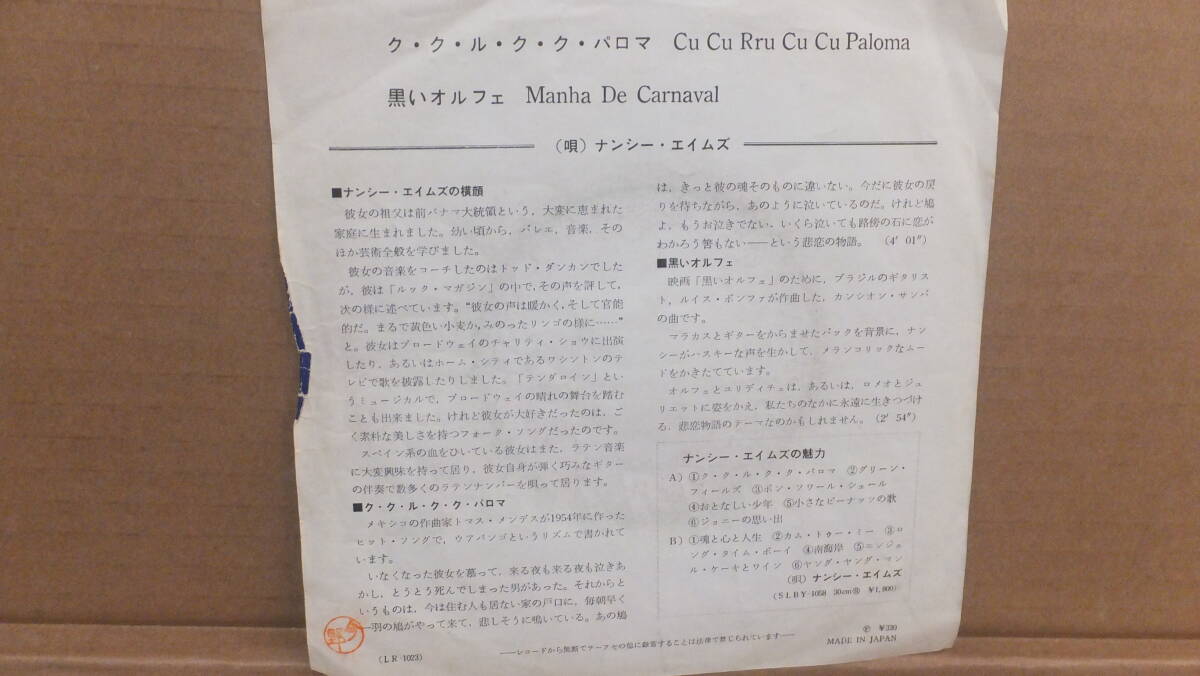 ク・ク・ル・ク・ク・パロマ Cu Cu Rru Cu Cu Paloma
黒いオルフェ Manha De Carnaval
(唄) ナンシー・エイムズ
■ナンシー・エイムズの横顔
彼女の祖父は前パナマ大統領という，大変に恵まれた
家庭に生まれました。幼い頃から，バレエ，音楽，その
ほか芸術全般を学びました。
彼女の音楽をコーチしたのはトッド・ダンカンでした
が，彼は「ルック・マガジン」の中で，その声を評して，
次の様に述べています。“彼女の声は暖かく，そして官能
的だ。まるで黄色い小麦か，みのったリンゴの様に……”
と。彼女はブロードウェイのチャリティ・ショウに出演
したり，あるいはホーム・シティであるワシントンのテ
レビで歌を披露したりしました。「テンダロイン」とい
うミュージカルで，ブロードウェイの晴れの舞台を踏む
ことも出来ました。けれど彼女が大好きだったのは，ご
く素朴な美しさを持つフォーク・ソングだったのです。
スペイン系の血をひいている彼女はまた，ラテン音楽
に大変興味を持って居り，彼女自身が弾く巧みなギター
の伴奏で数多くのラテンナンバーを唄って居ります。
■ク・ク・ル・ク・ク・パロマ
メキシコの作曲家トマス・メンデスが1954年に作った
ヒット・ソングで，ウアパンゴというリズムで書かれて
います。
いなくなった彼女を慕って，来る夜も来る夜も泣きあ
かし，とうとう死んでしまった男があった。それからと
いうものは，今は住む人も居ない家の戸口に，毎朝早く
一羽の鳩がやって来て，悲しそうに鳴いている。あの鳩
は，きっと彼の魂そのものに違いない。今だに彼女の戻
りを待ちながら，あのように泣いているのだ。けれど鳩
よ，もうお泣きでない，いくら泣いても路傍の石に恋が
わかろう筈もない——という悲恋の物語。 (4′01″)
■黒いオルフェ
映画「黒いオルフェ」のために，ブラジルのギタリス
ト，ルイス・ボンファが作曲した，カンシオン・サンバ
の曲です。
マラカスとギターをからませたバックを背景に，ナン
シーがハスキーな声を生かして，メランコリックなムー
ドをかきたてています。
オルフェとユリディチェは，あるいは，ロメオとジュ
リエットに姿をかえ，私たちのなかに永遠に生きつづけ
る，悲恋物語のテーマなのかもしれません。(2′54″)
ナンシー・エイムズの魅力
A) ①ク・ク・ル・ク・ク・パロマ ②グリーン・
フィールズ ③ボン・ソワール・シェール
④おとなしい少年 ⑤小さなピーナッツの歌
⑥ジョニーの思い出
B) ①魂と心と人生 ②カム・トゥー・ミー ③ロ
ング・タイム・ボーイ ④南海岸 ⑤ニンジェ
ル・ケーキとワイン ⑥ヤング・ヤング・マン
(唄) ナンシー・エイムズ
(SLBY-1058 30cm ¥1,800)
Ⓟ ¥330
MADE IN JAPAN
——レコードから無断でテープその他に録音することは法律で禁じられています——
(LR-1023)